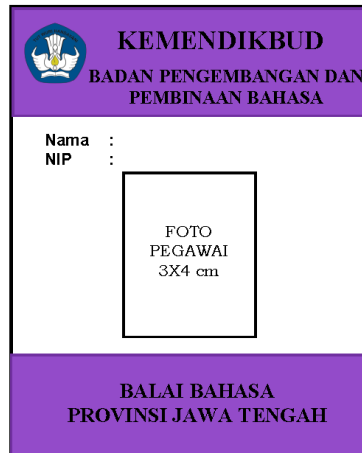 KEMENDIKBUD
BADAN PENGEMBANGAN DAN
PEMBINAAN BAHASA
Nama :
NIP :
FOTO
PEGAWAI
3X4 cm
BALAI BAHASA
PROVINSI JAWA TENGAH